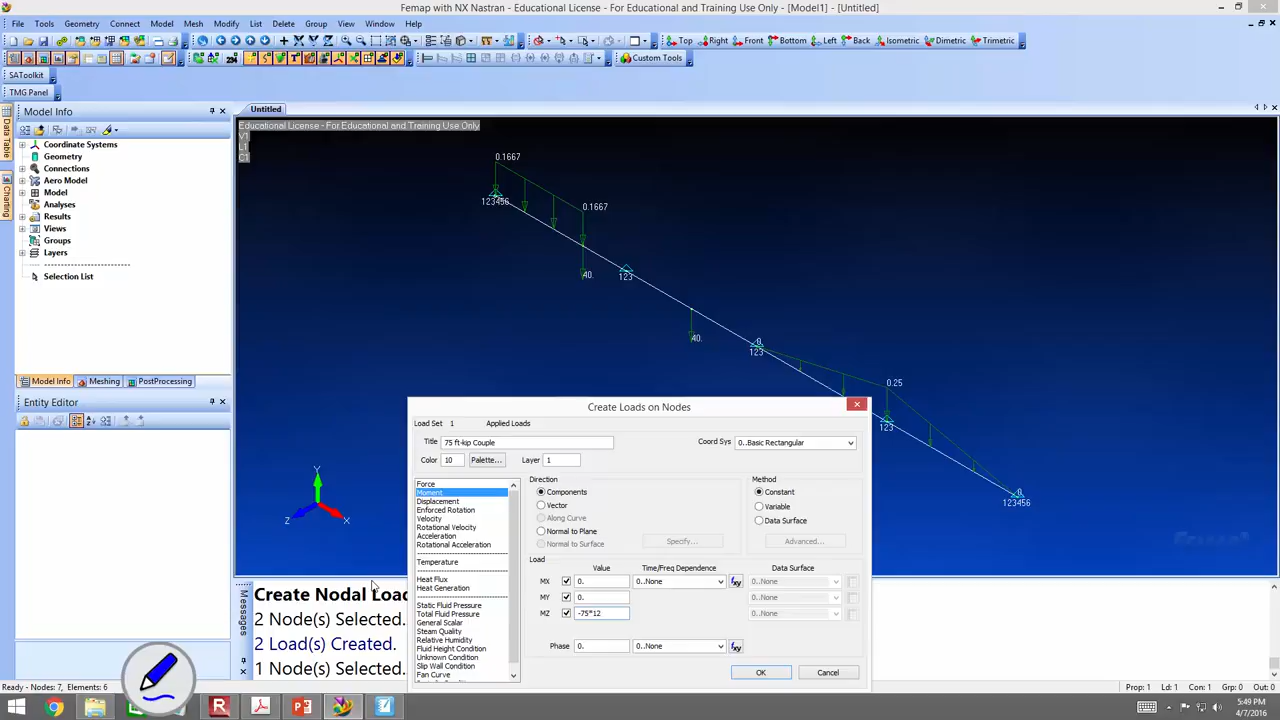 Femap with NX Nastran - Educational License - For Educational and Training Use Only - [Model1] - [Untitled]
File Tools Geometry Connect Model Mesh Modify List Delete Group View Window Help
Top Right Front Bottom Left Back Isometric Dimetric Trimetric
234 Custom Tools
SAToolkit
TMG Panel
Model Info
Untitled
Data Table
Charting
Coordinate Systems
Geometry
Connections
Aero Model
Model
Analyses
Results
Views
Groups
Layers
Selection List
Model Info Meshing PostProcessing
Entity Editor
Educational License - For Educational and Training Use Only
V1
L1
C1
0.1667
123456
0.1667
40.
123
40.
0.
123
0.25
123
0.
123456
Y
Z X
Create Loads on Nodes
Load Set 1 Applied Loads
Title 75 ft-kip Couple Coord Sys 0..Basic Rectangular
Color 10 Palette... Layer 1
Force
Moment
Displacement
Enforced Rotation
Velocity
Rotational Velocity
Acceleration
Rotational Acceleration
Temperature
Heat Flux
Heat Generation
Static Fluid Pressure
Total Fluid Pressure
General Scalar
Steam Quality
Relative Humidity
Fluid Height Condition
Unknown Condition
Slip Wall Condition
Fan Curve
Direction
Components
Vector
Along Curve
Normal to Plane
Normal to Surface
Specify...
Method
Constant
Variable
Data Surface
Advanced...
Load
Value Time/Freq Dependence Data Surface
MX 0. 0..None 0..None
MY 0. 0..None
MZ -75*12 0..None
Phase 0. 0..None
OK Cancel
Messages
Create Nodal Loa
2 Node(s) Selected.
2 Load(s) Created.
1 Node(s) Selected.
Ready - Nodes: 7, Elements: 6
Prop: 1 Ld: 1 Con: 1 Grp: 0 Out: 0
5:49 PM
4/7/2016